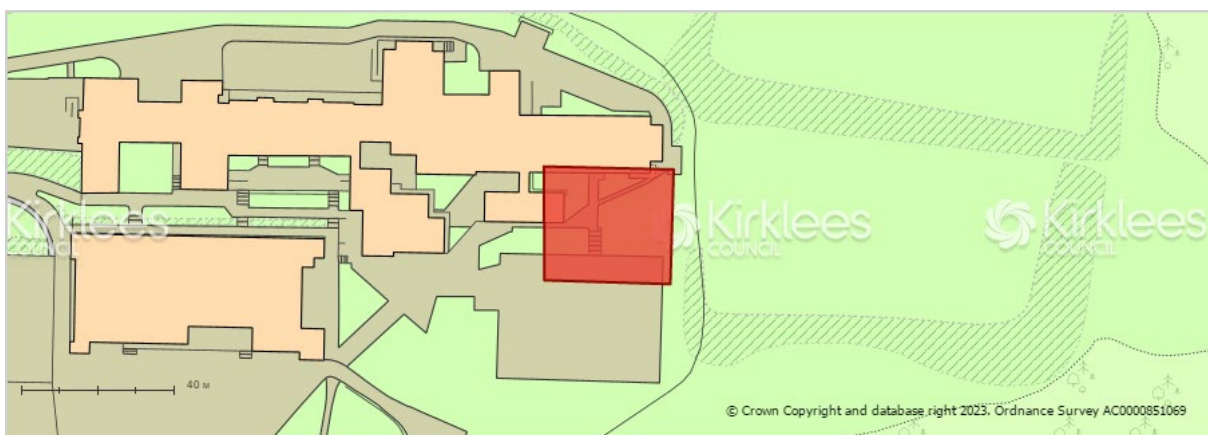 Kirklees
COUNCIL
Kirklees
COUNCIL
Kirklees
COUNCIL
40 м
© Crown Copyright and database right 2023. Ordnance Survey AC0000851069